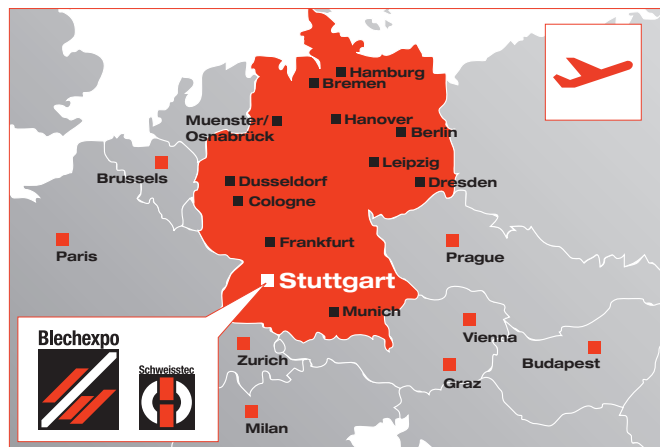 Hamburg
Bremen
Muenster/
Osnabrück
Hanover
Berlin
Brussels
Leipzig
Dusseldorf
Dresden
Cologne
Paris
Frankfurt
Prague
Stuttgart
Munich
Vienna
Zurich
Budapest
Graz
Milan
Blechexpo
Schweisstec